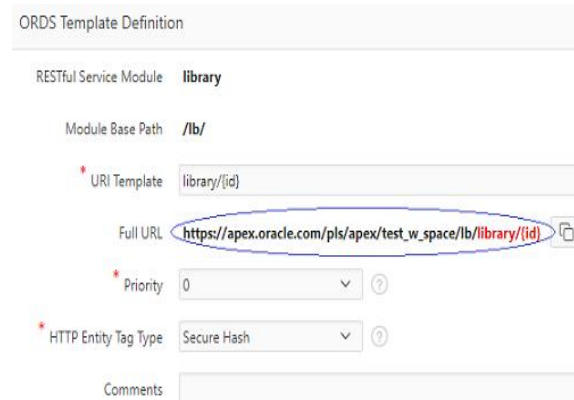 ORDS Template Definition
RESTful Service Module library
Module Base Path /lb/
* URI Template library/{id}
Full URL https://apex.oracle.com/pls/apex/test_w_space/lb/library/{id}
* Priority 0
* HTTP Entity Tag Type Secure Hash
Comments